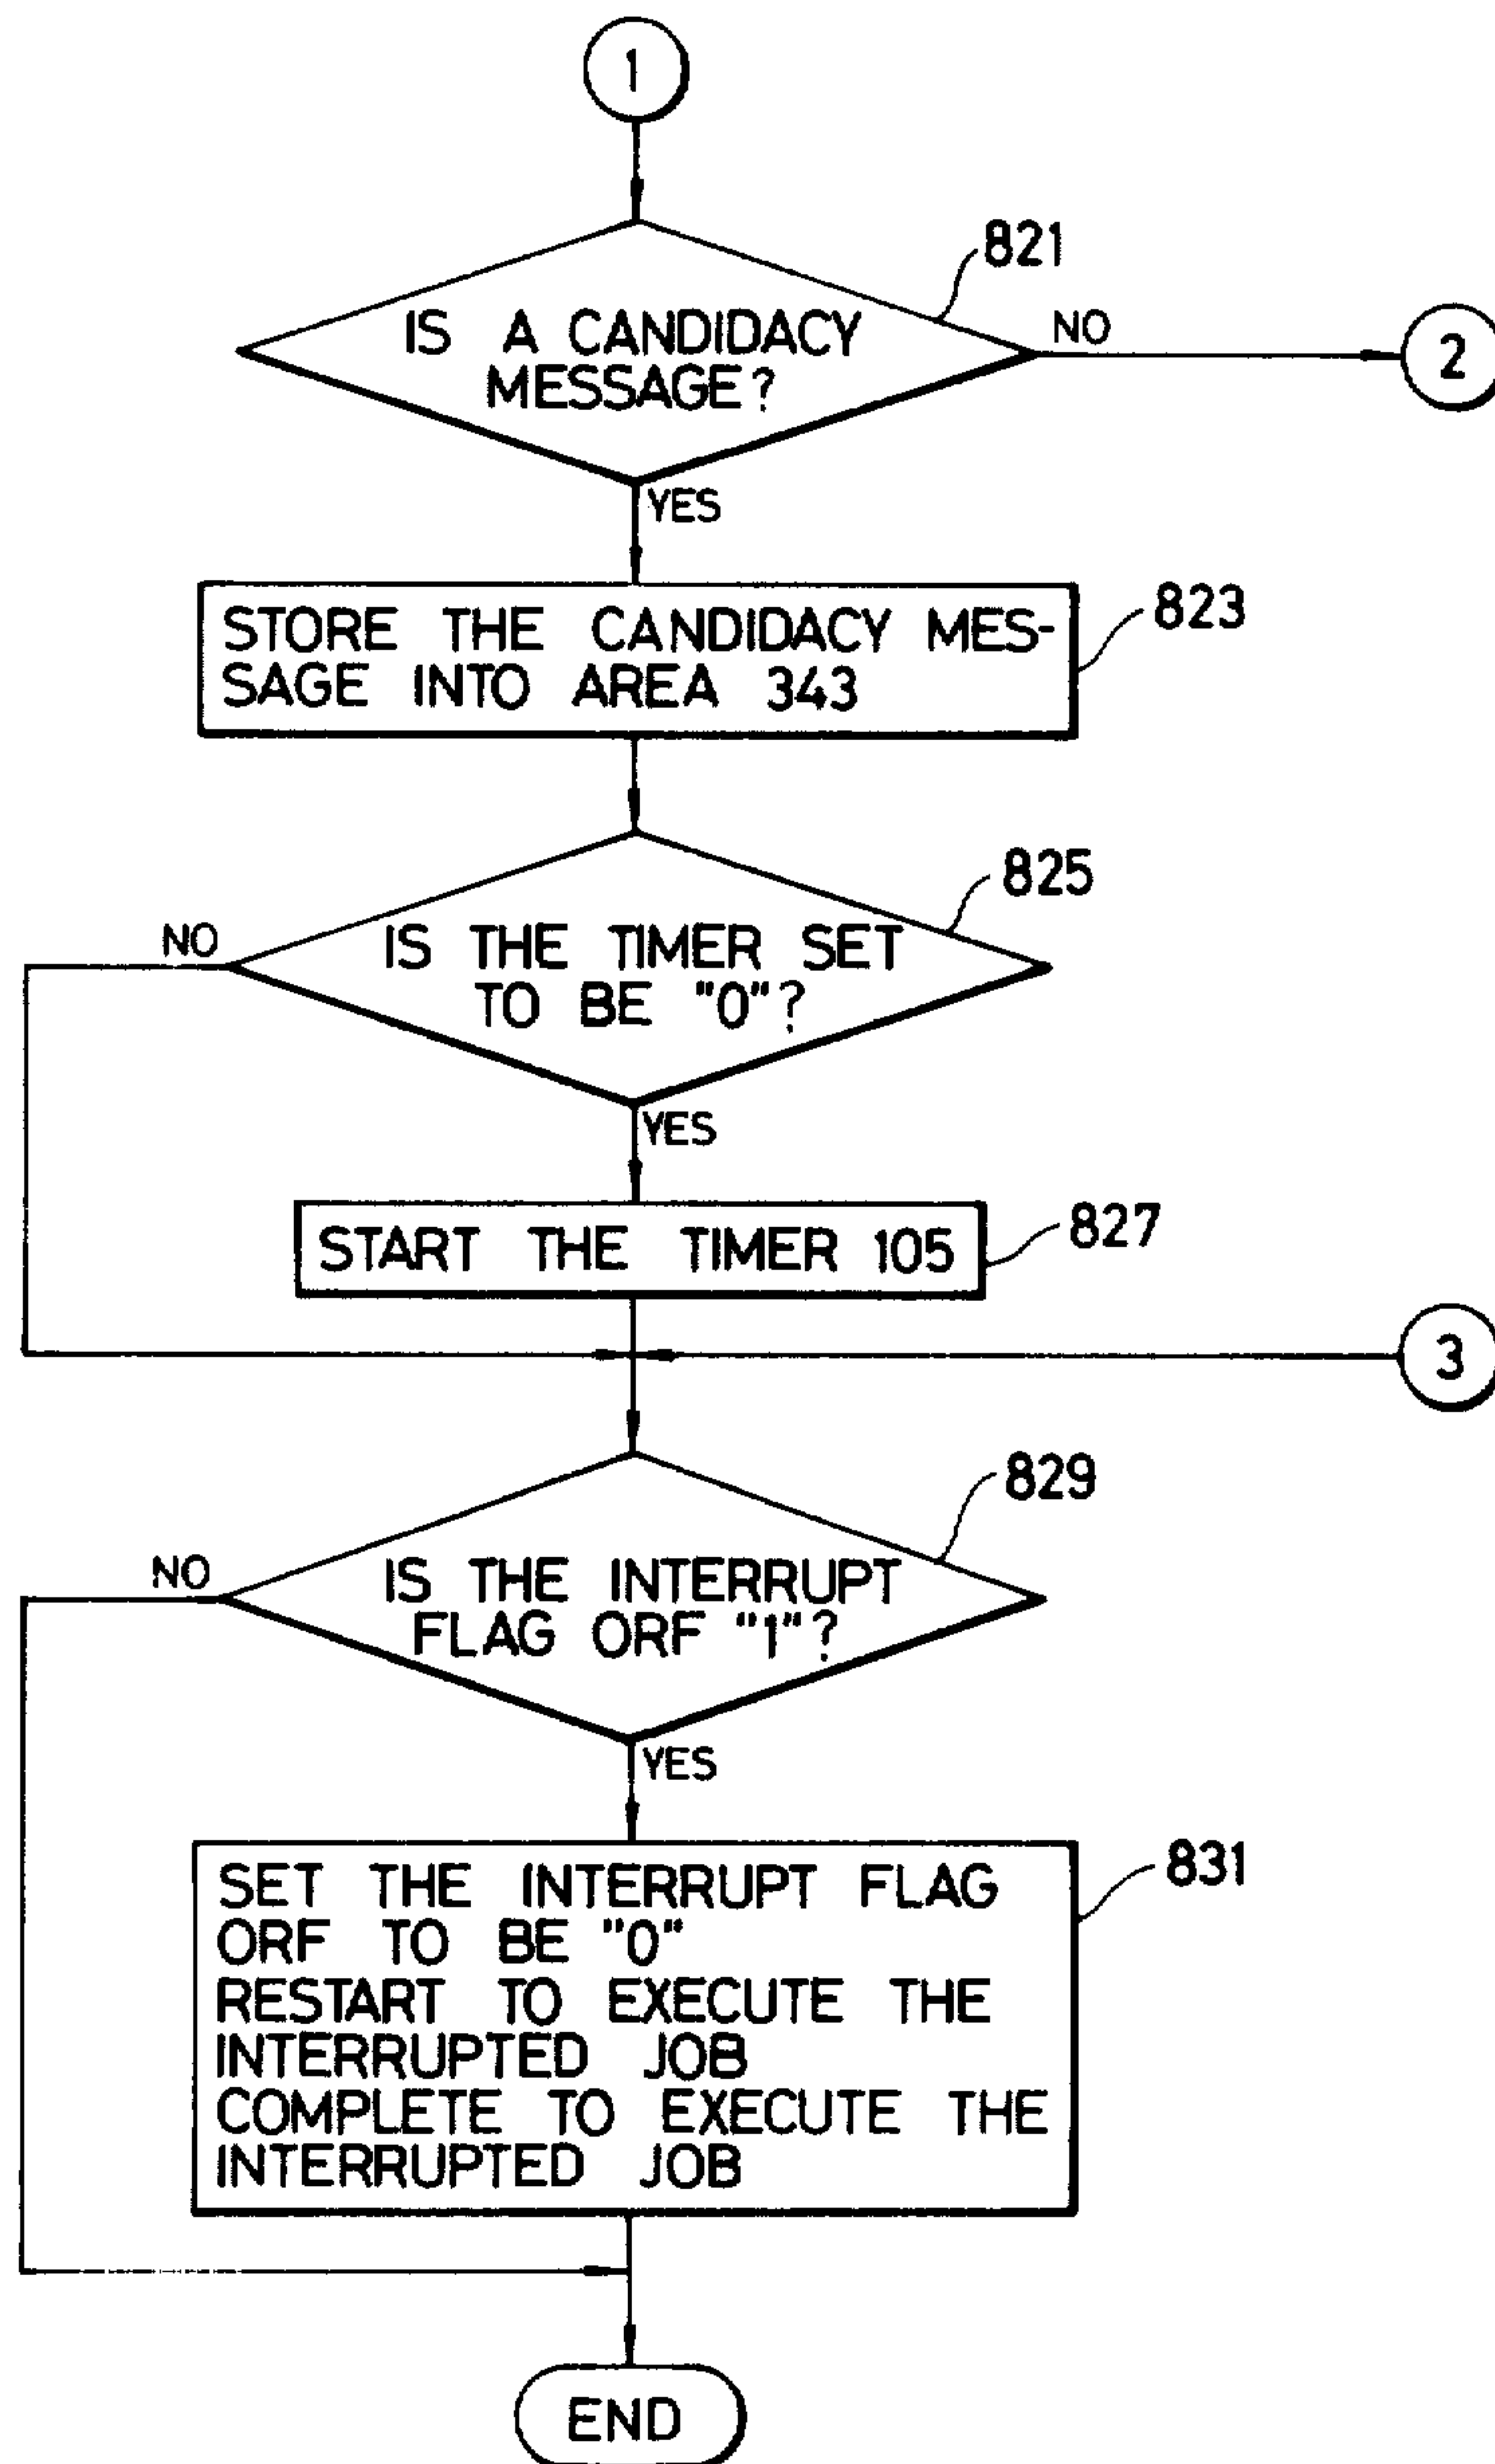 1
821
IS A CANDIDACY
MESSAGE?
NO
2
YES
823
STORE THE CANDIDACY MES-
SAGE INTO AREA 343
825
NO
IS THE TIMER SET
TO BE "0"?
YES
827
START THE TIMER 105
3
829
NO
IS THE INTERRUPT
FLAG ORF "1"?
YES
831
SET THE INTERRUPT FLAG
ORF TO BE "0"
RESTART TO EXECUTE THE
INTERRUPTED JOB
COMPLETE TO EXECUTE THE
INTERRUPTED JOB
END